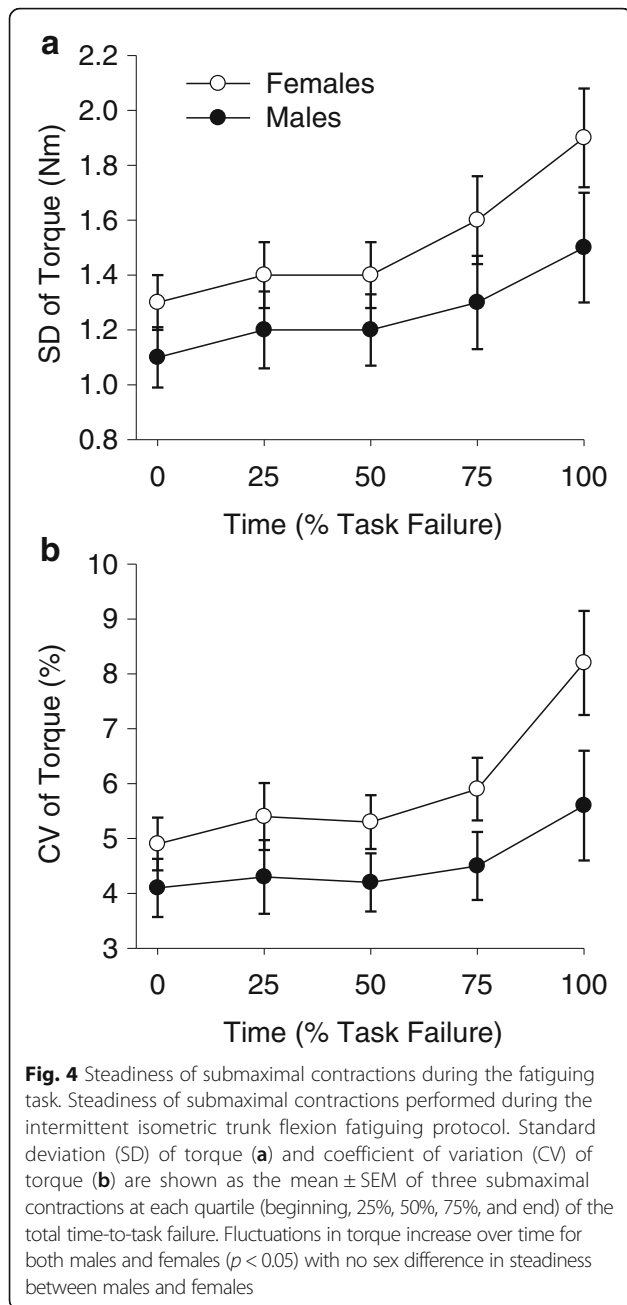 a
2.2
2.0
1.8
1.6
1.4
1.2
1.0
0.8
SD of Torque (Nm)
Females
Males
0 25 50 75 100
Time (% Task Failure)
b
10
9
8
7
6
5
4
3
CV of Torque (%)
0 25 50 75 100
Time (% Task Failure)
Fig. 4 Steadiness of submaximal contractions during the fatiguing
task. Steadiness of submaximal contractions performed during the
intermittent isometric trunk flexion fatiguing protocol. Standard
deviation (SD) of torque (a) and coefficient of variation (CV) of
torque (b) are shown as the mean ± SEM of three submaximal
contractions at each quartile (beginning, 25%, 50%, 75%, and end) of the
total time-to-task failure. Fluctuations in torque increase over time for
both males and females (p < 0.05) with no sex difference in steadiness
between males and females